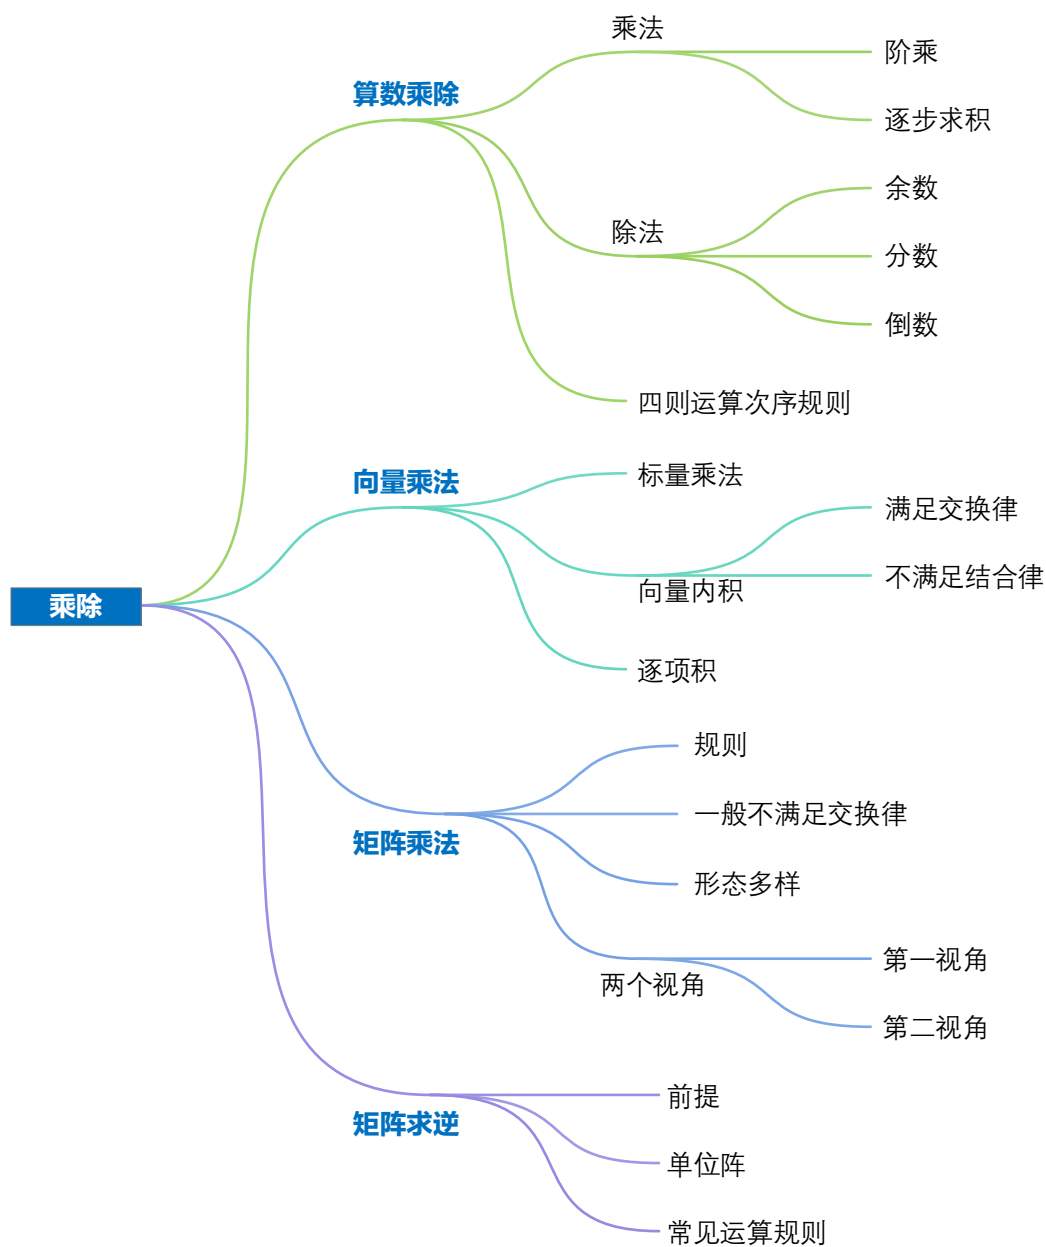 乘除
算数乘除
乘法
阶乘
逐步求积
除法
余数
分数
倒数
四则运算次序规则
向量乘法
标量乘法
向量内积
满足交换律
不满足结合律
逐项积
矩阵乘法
规则
一般不满足交换律
形态多样
两个视角
第一视角
第二视角
矩阵求逆
前提
单位阵
常见运算规则